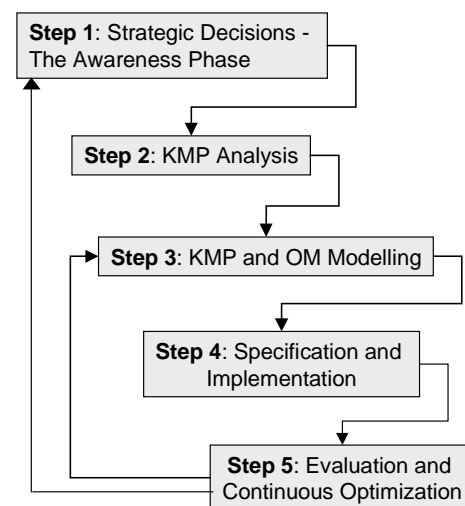 Step 1: Strategic Decisions -
The Awareness Phase
Step 2: KMP Analysis
Step 3: KMP and OM Modelling
Step 4: Specification and
Implementation
Step 5: Evaluation and
Continuous Optimization